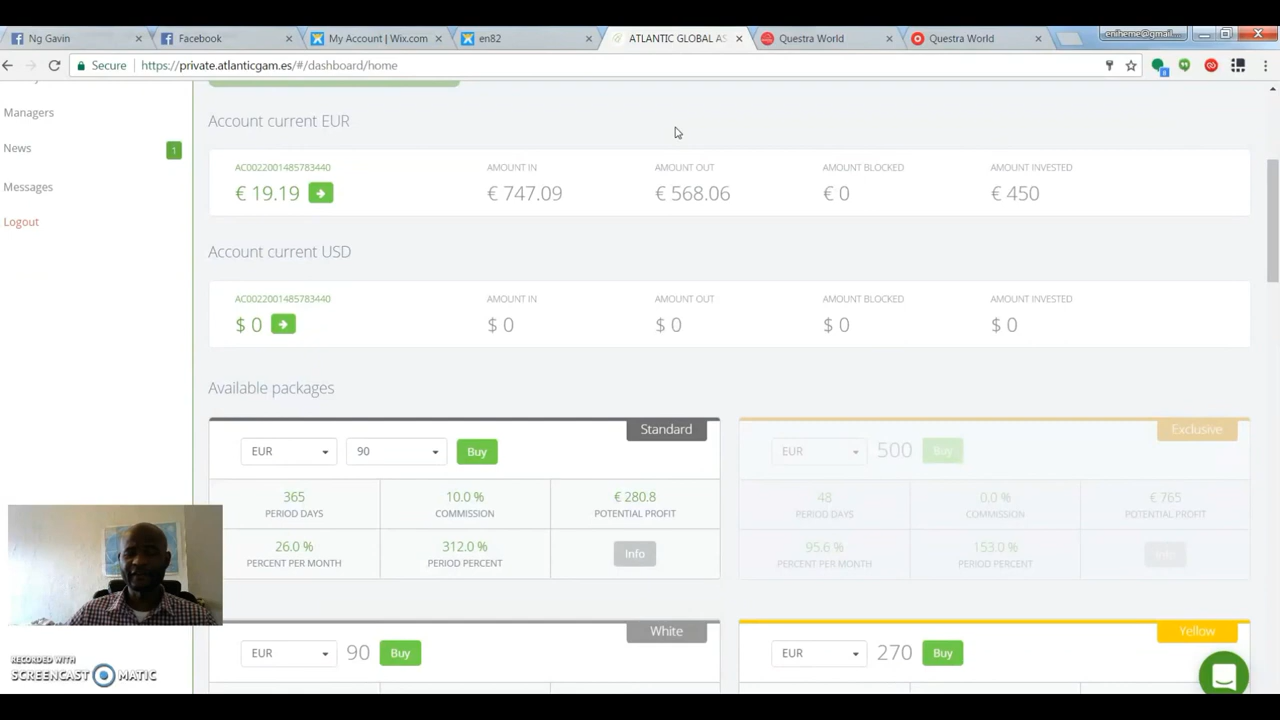 Ng Gavin
Facebook
My Account | Wix.com
en82
ATLANTIC GLOBAL AS
Questra World
Questra World
Secure https://private.atlanticgam.es/#/dashboard/home
Managers
News 1
Messages
Logout
Account current EUR
AC0022001485783440 AMOUNT IN AMOUNT OUT AMOUNT BLOCKED AMOUNT INVESTED
€ 19.19 € 747.09 € 568.06 € 0 € 450
Account current USD
AC0022001485783440 AMOUNT IN AMOUNT OUT AMOUNT BLOCKED AMOUNT INVESTED
$ 0 $ 0 $ 0 $ 0 $ 0
Available packages
Standard
EUR 90 Buy
365 10.0 % € 280.8
PERIOD DAYS COMMISSION POTENTIAL PROFIT
26.0 % 312.0 % Info
PERCENT PER MONTH PERIOD PERCENT
Exclusive
EUR 500 Buy
48 0.0 % € 765
PERIOD DAYS COMMISSION POTENTIAL PROFIT
95.6 % 153.0 % Info
PERCENT PER MONTH PERIOD PERCENT
White
EUR 90 Buy
Yellow
EUR 270 Buy
RECORDED WITH
SCREENCAST MATIC